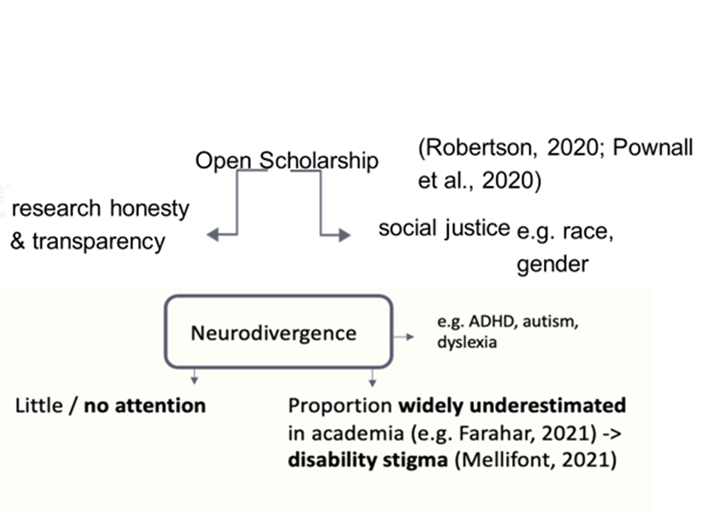 Open Scholarship
(Robertson, 2020; Pownall
et al., 2020)
research honesty
& transparency
social justice e.g. race,
gender
Neurodivergence
e.g. ADHD, autism,
dyslexia
Little / no attention
Proportion widely underestimated
in academia (e.g. Farahar, 2021) ->
disability stigma (Mellifont, 2021)